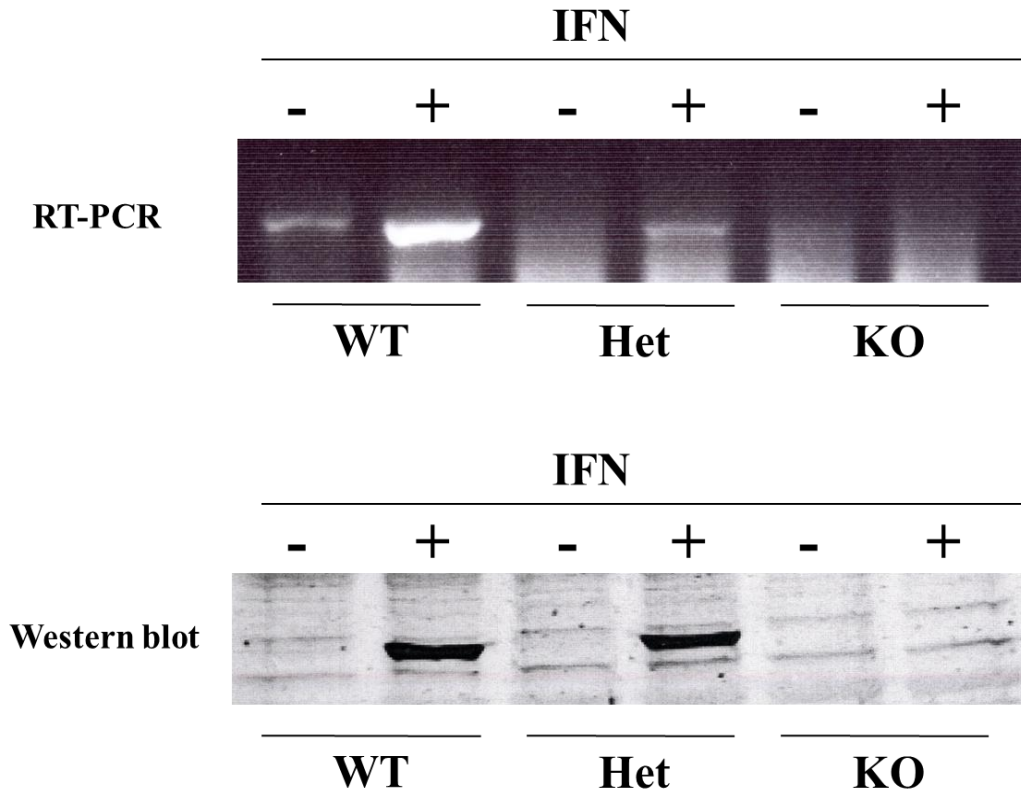 IFN
- + - + - +
RT-PCR
WT Het KO
IFN
- + - + - +
Western blot
WT Het KO